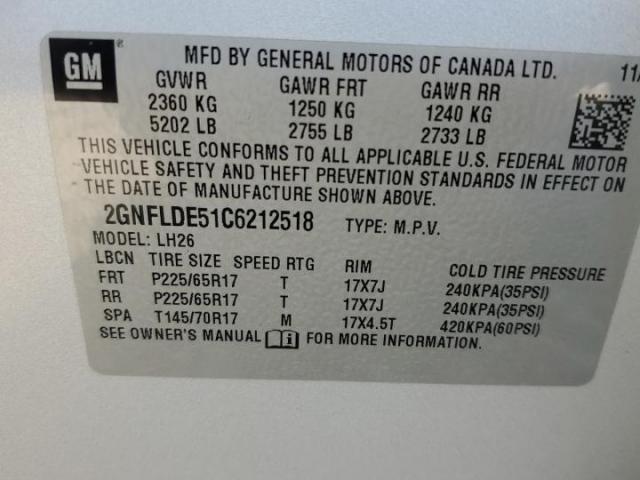 GM ®
MFD BY GENERAL MOTORS OF CANADA LTD. 11/
GVWR GAWR FRT GAWR RR
2360 KG 1250 KG 1240 KG
5202 LB 2755 LB 2733 LB
THIS VEHICLE CONFORMS TO ALL APPLICABLE U.S. FEDERAL MOTOR
VEHICLE SAFETY AND THEFT PREVENTION STANDARDS IN EFFECT ON
THE DATE OF MANUFACTURE SHOWN ABOVE.
2GNFLDE51C6212518 TYPE: M.P.V.
MODEL: LH26
LBCN TIRE SIZE SPEED RTG RIM COLD TIRE PRESSURE
FRT P225/65R17 T 17X7J 240KPA(35PSI)
RR P225/65R17 T 17X7J 240KPA(35PSI)
SPA T145/70R17 M 17X4.5T 420KPA(60PSI)
SEE OWNER'S MANUAL FOR MORE INFORMATION.